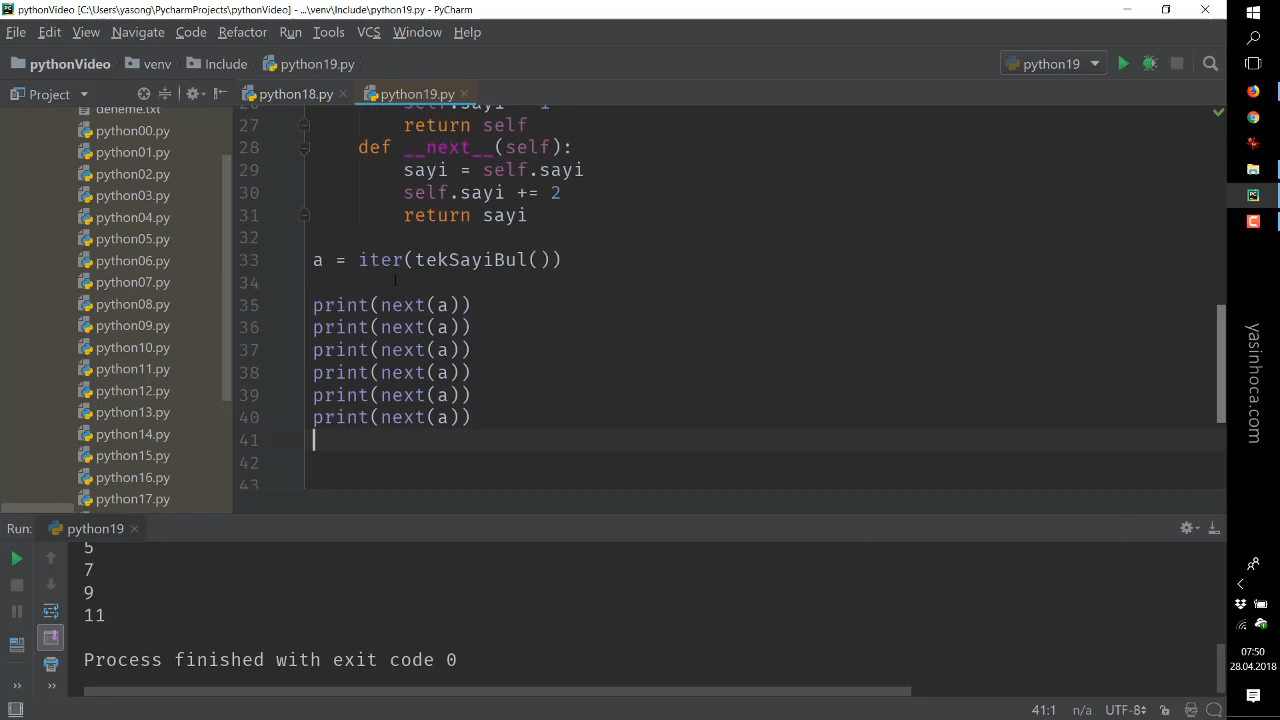 pythonVideo [C:\Users\yasong\PycharmProjects\pythonVideo] - ...\venv\Include\python19.py - PyCharm
File Edit View Navigate Code Refactor Run Tools VCS Window Help
pythonVideo venv Include python19.py python19
Project python18.py python19.py
deneme.txt
python00.py
python01.py
python02.py
python03.py
python04.py
python05.py
python06.py
python07.py
python08.py
python09.py
python10.py
python11.py
python12.py
python13.py
python14.py
python15.py
python16.py
python17.py
27 return self
28 def __next__(self):
29 sayi = self.sayi
30 self.sayi += 2
31 return sayi
32
33 a = iter(tekSayiBul())
34
35 print(next(a))
36 print(next(a))
37 print(next(a))
38 print(next(a))
39 print(next(a))
40 print(next(a))
41
42
43
yasinhoca.com
Run: python19
5
7
9
11
Process finished with exit code 0
41:1 n/a UTF-8
07:50
28.04.2018